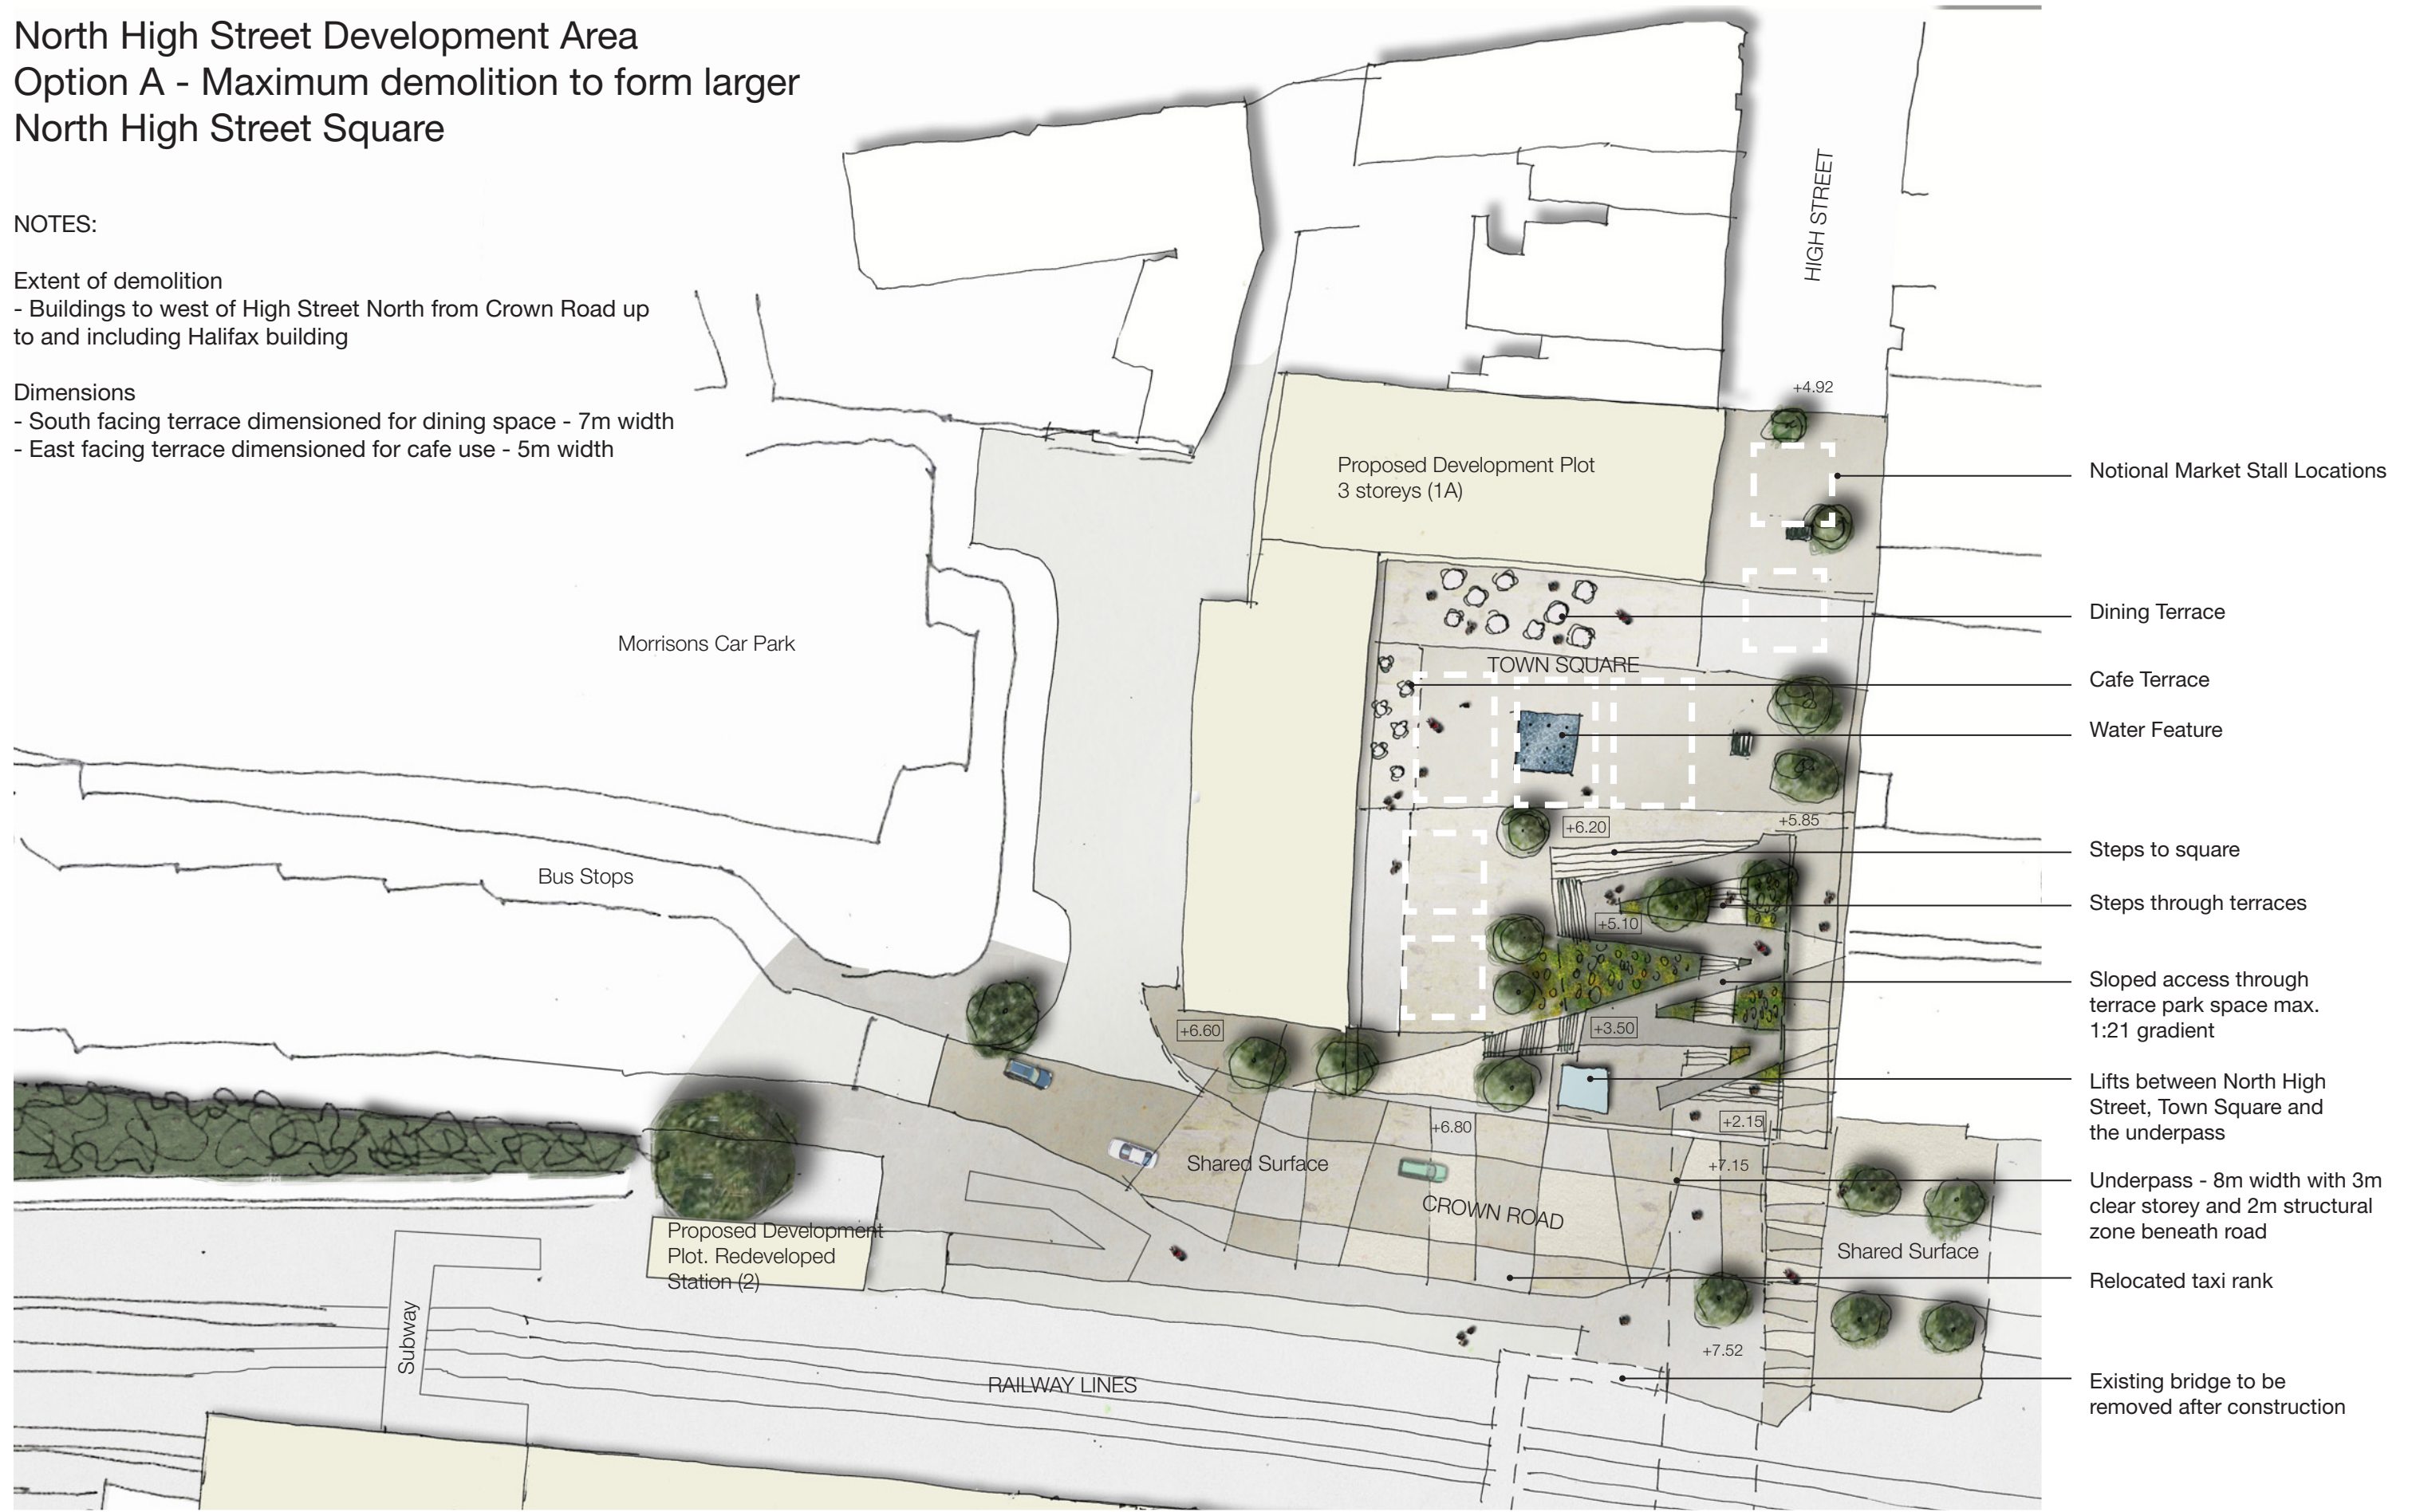 North High Street Development Area
Option A - Maximum demolition to form larger
North High Street Square
NOTES:
Extent of demolition
- Buildings to west of High Street North from Crown Road up
to and including Halifax building
Dimensions
- South facing terrace dimensioned for dining space - 7m width
- East facing terrace dimensioned for cafe use - 5m width
HIGH STREET
+4.92
Proposed Development Plot
3 storeys (1A)
Notional Market Stall Locations
Dining Terrace
Morrisons Car Park
TOWN SQUARE
Cafe Terrace
Water Feature
+6.20
+5.85
Steps to square
Bus Stops
Steps through terraces
+5.10
Sloped access through
terrace park space max.
1:21 gradient
+6.60
+3.50
Lifts between North High
Street, Town Square and
the underpass
+2.15
+6.80
Shared Surface
+7.15
Underpass - 8m width with 3m
clear storey and 2m structural
zone beneath road
CROWN ROAD
Shared Surface
Proposed Development
Plot. Redeveloped
Station (2)
Relocated taxi rank
Subway
+7.52
RAILWAY LINES
Existing bridge to be
removed after construction